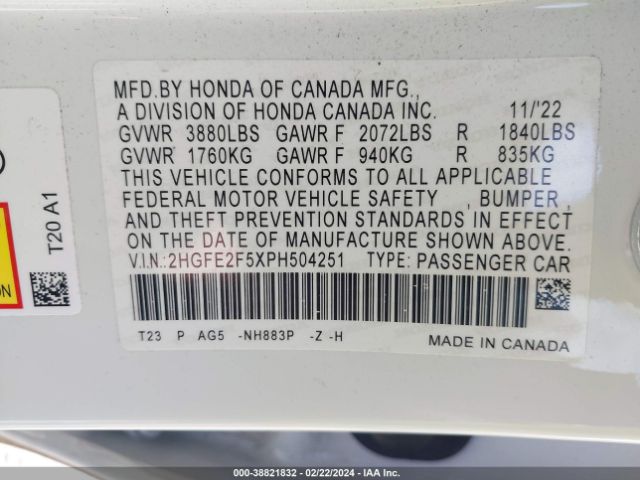 MFD.BY HONDA OF CANADA MFG.,
A DIVISION OF HONDA CANADA INC. 11/'22
GVWR 3880LBS GAWR F 2072LBS R 1840LBS
GVWR 1760KG GAWR F 940KG R 835KG
THIS VEHICLE CONFORMS TO ALL APPLICABLE
FEDERAL MOTOR VEHICLE SAFETY , BUMPER ,
AND THEFT PREVENTION STANDARDS IN EFFECT
ON THE DATE OF MANUFACTURE SHOWN ABOVE.
V.I.N.:2HGFE2F5XPH504251 TYPE: PASSENGER CAR
T23 P AG5 -NH883P -Z -H MADE IN CANADA
T20 A1
ON
000-38821832 - 02/22/2024 - IAA Inc.